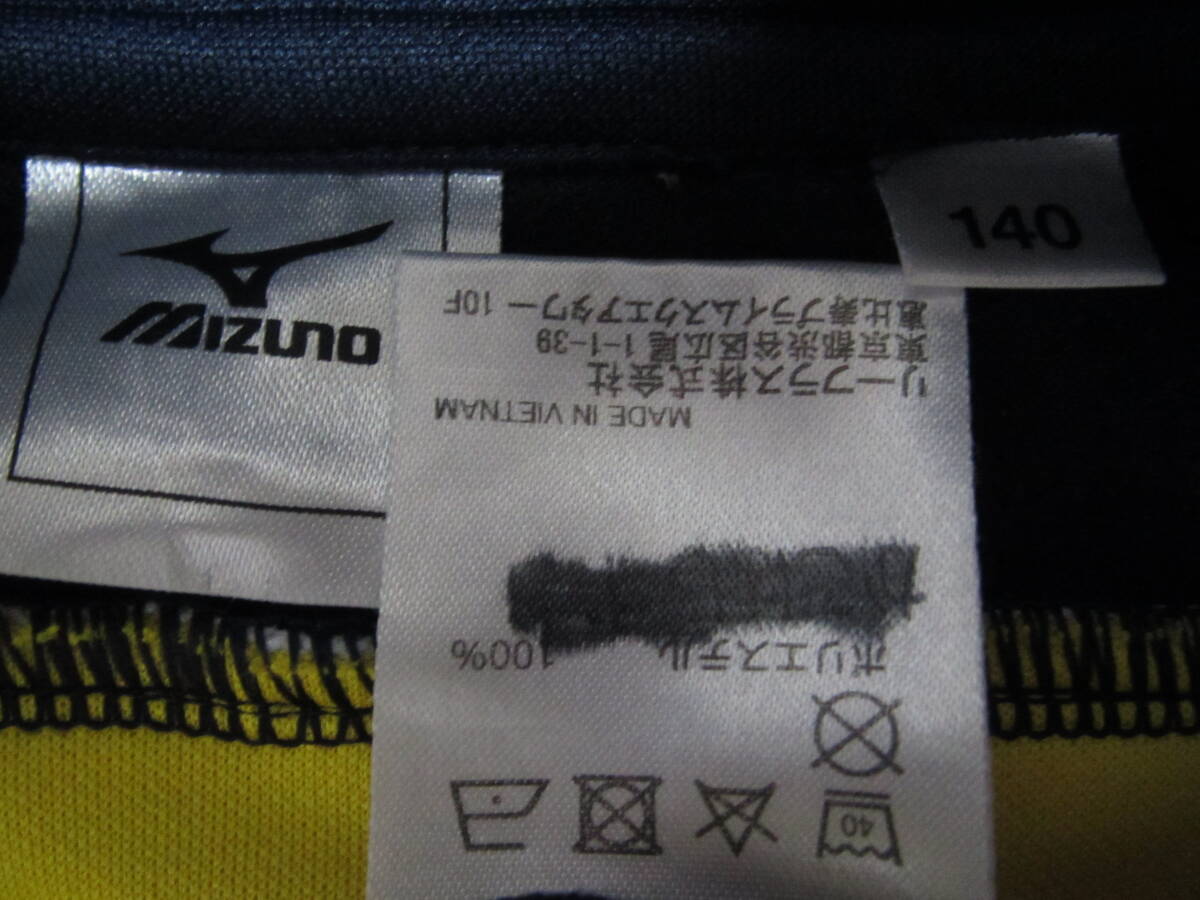 MIZUNO
140
40
ポリエステル 100%
MADE IN VIETNAM
リーフラス株式会社
東京都渋谷区広尾 1-1-39
恵比寿プライムスクエアタワー 10F